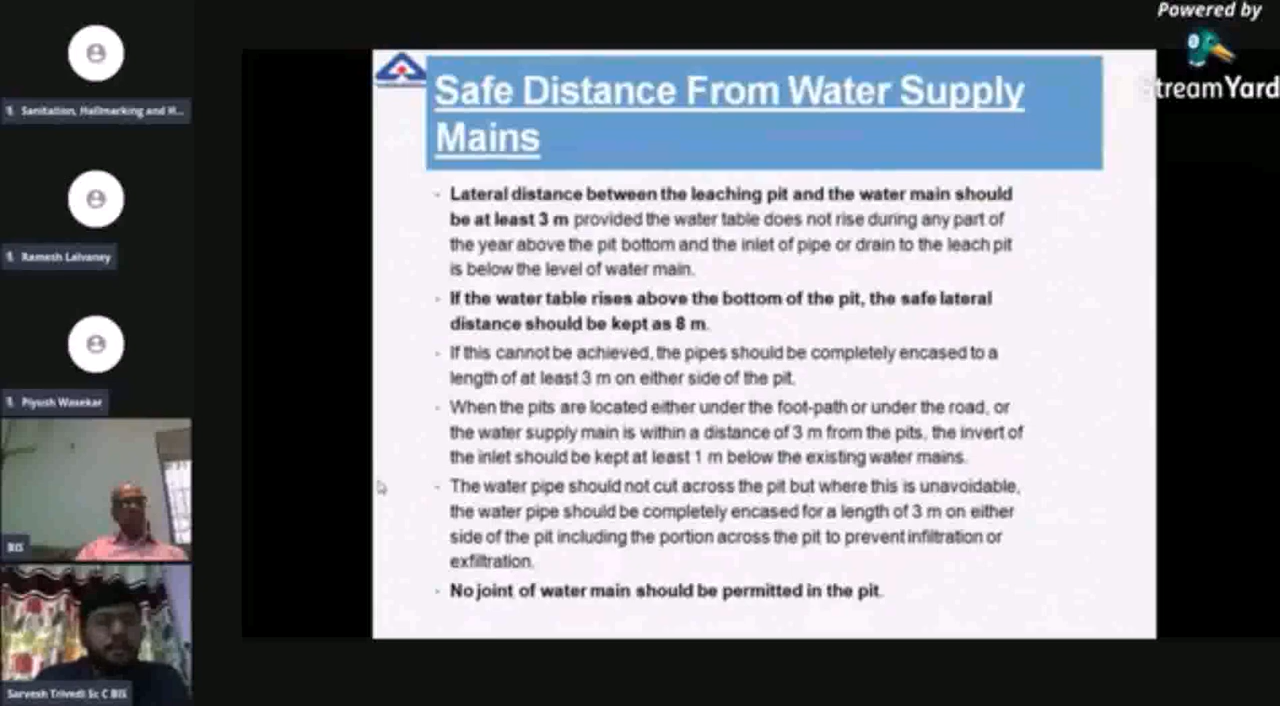 Powered by
StreamYard
Sanitation, Hallmarking and H...
Ramesh Lalvaney
Piyush Wasekar
BIS
Sarvesh Trivedi Sc C BIS
Safe Distance From Water Supply
Mains
Lateral distance between the leaching pit and the water main should
be at least 3 m provided the water table does not rise during any part of
the year above the pit bottom and the inlet of pipe or drain to the leach pit
is below the level of water main.
If the water table rises above the bottom of the pit, the safe lateral
distance should be kept as 8 m.
If this cannot be achieved, the pipes should be completely encased to a
length of at least 3 m on either side of the pit.
When the pits are located either under the foot-path or under the road, or
the water supply main is within a distance of 3 m from the pits, the invert of
the inlet should be kept at least 1 m below the existing water mains.
The water pipe should not cut across the pit but where this is unavoidable,
the water pipe should be completely encased for a length of 3 m on either
side of the pit including the portion across the pit to prevent infiltration or
exfiltration.
No joint of water main should be permitted in the pit.